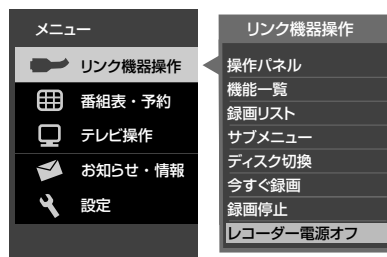 メニュー
リンク機器操作
番組表・予約
テレビ操作
お知らせ・情報
設定
リンク機器操作
操作パネル
機能一覧
録画リスト
サブメニュー
ディスク切換
今すぐ録画
録画停止
レコーダー電源オフ